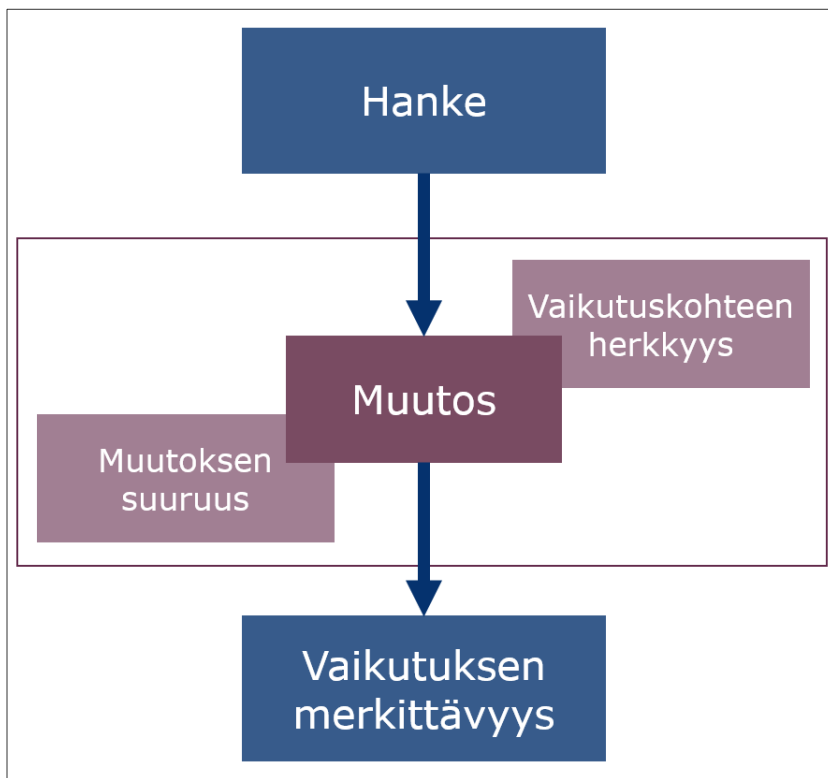 Hanke
Vaikutuskohteen
herkkyys
Muutos
Muutoksen
suuruus
Vaikutuksen
merkittävyys